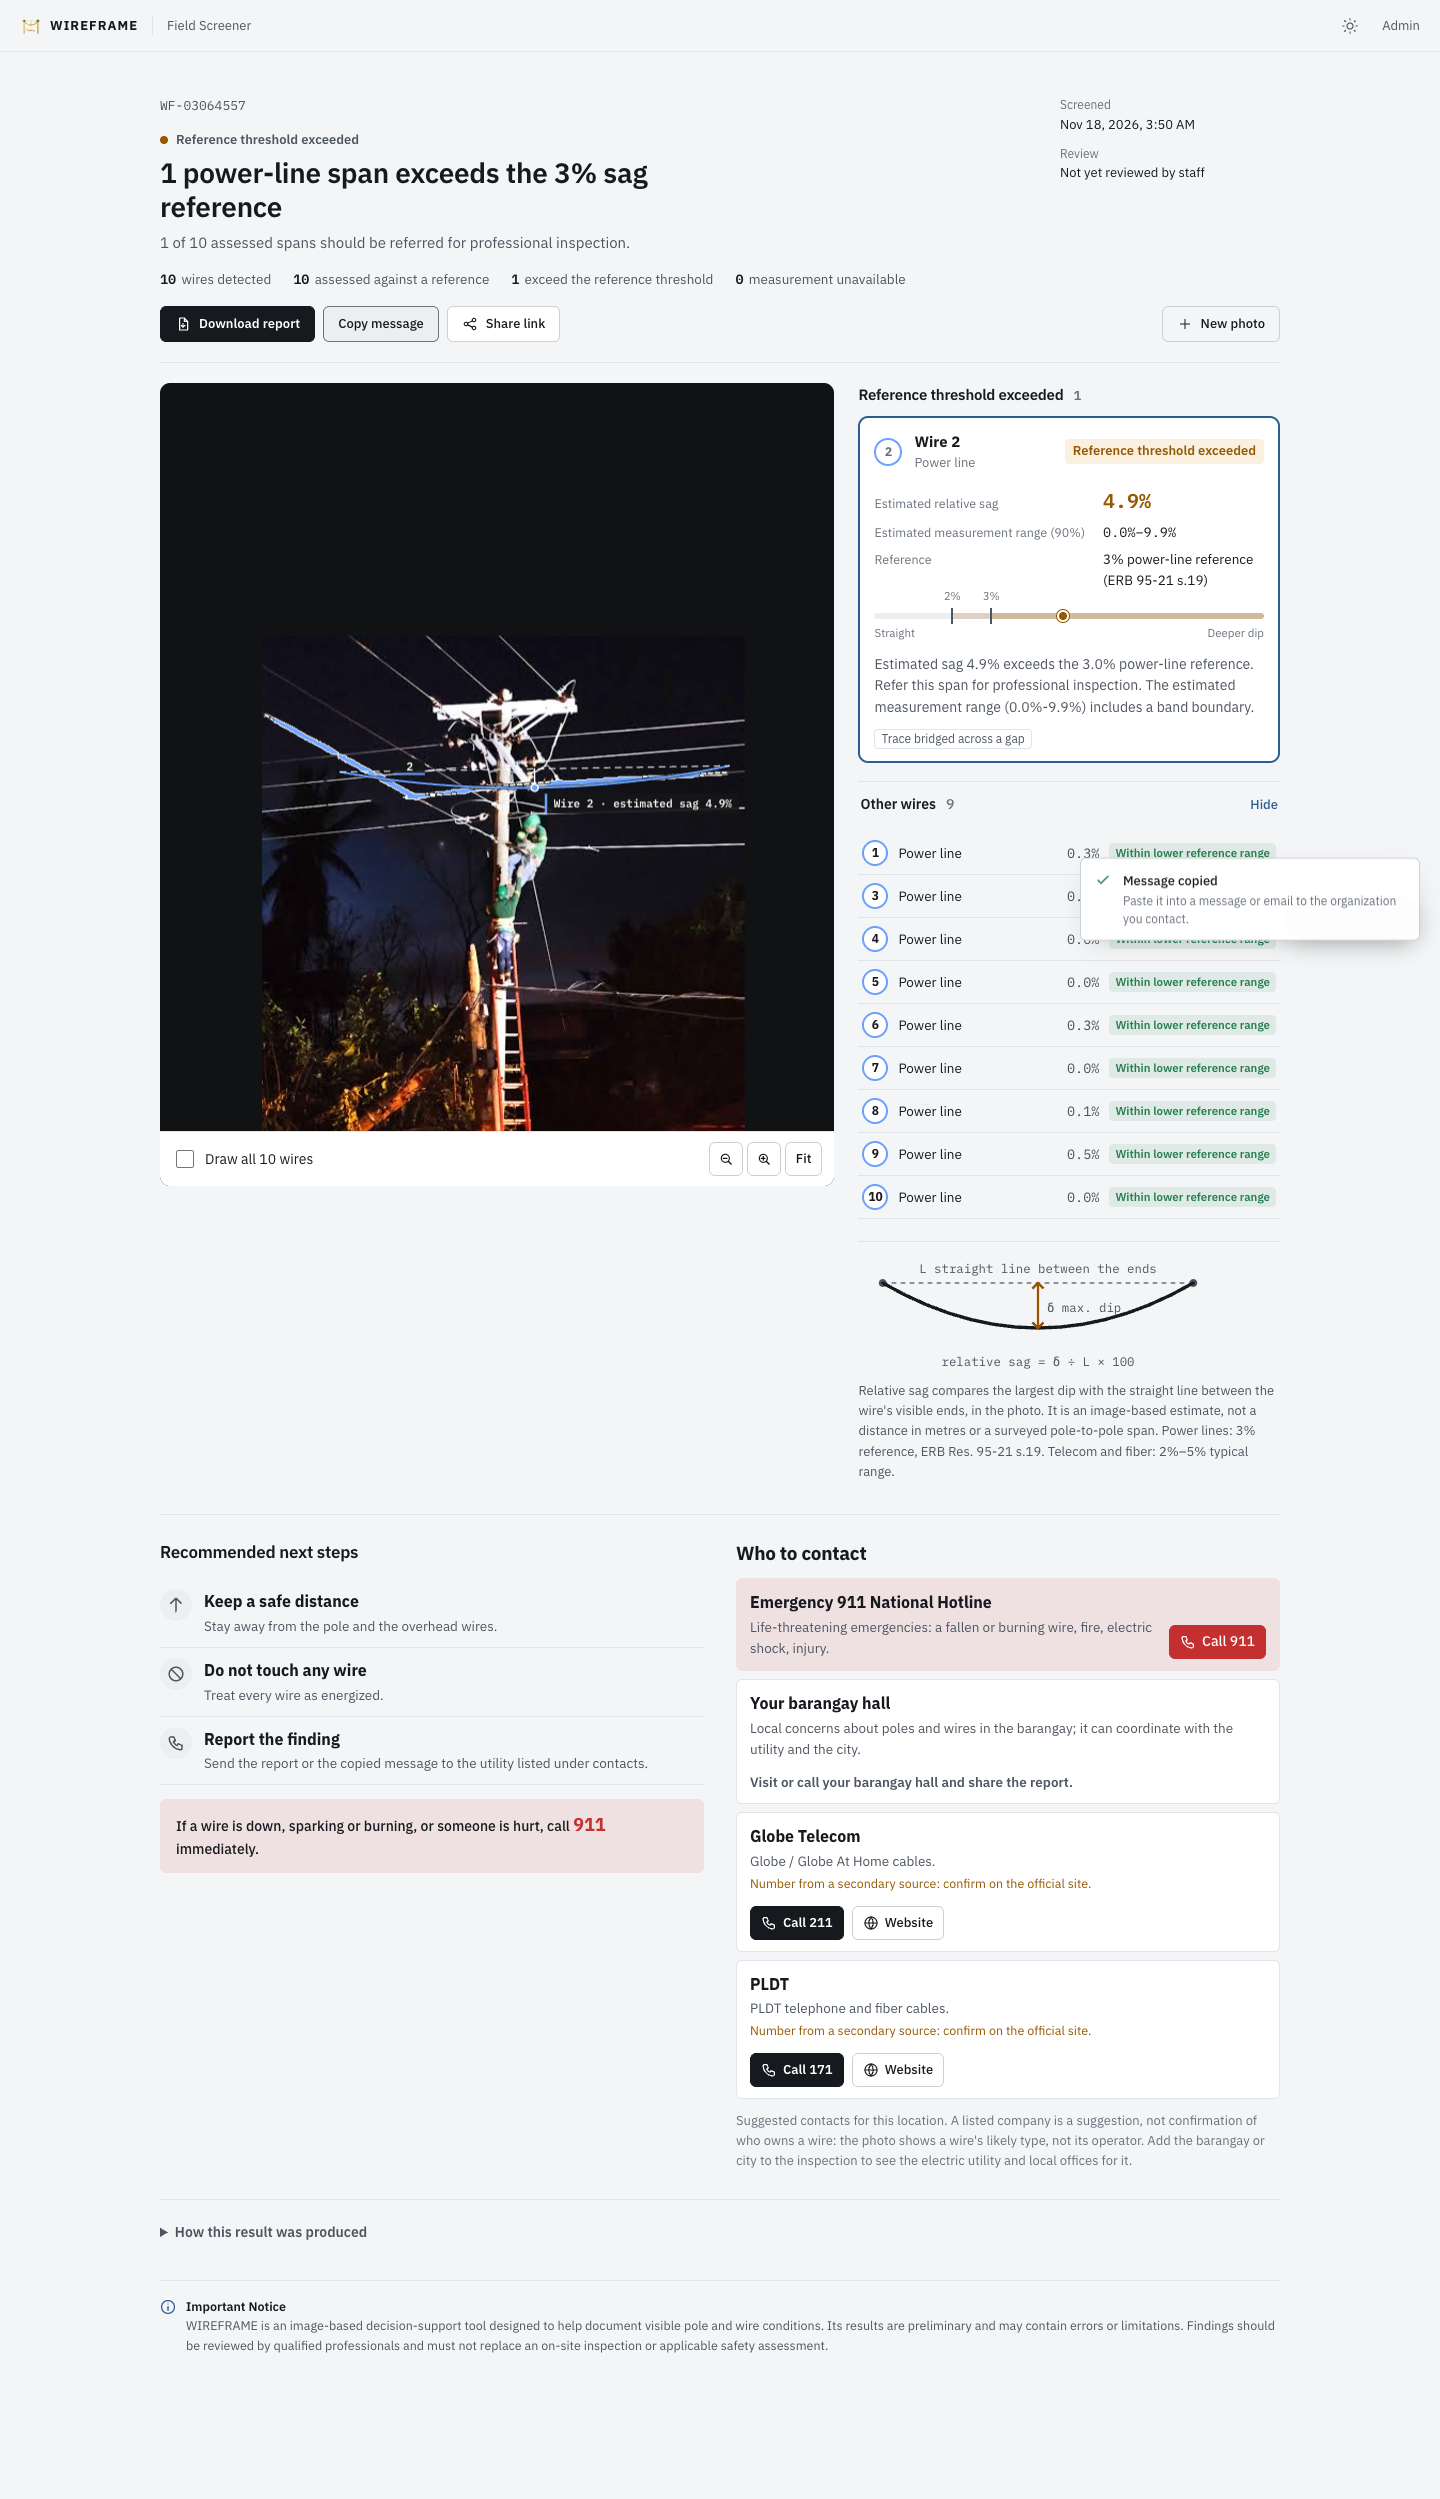 WIREFRAME
Field Screener
Admin
WF-03064557
Reference threshold exceeded
1 power-line span exceeds the 3% sag
reference
1 of 10 assessed spans should be referred for professional inspection.
10 wires detected
10 assessed against a reference
1 exceed the reference threshold
0 measurement unavailable
Screened
Nov 18, 2026, 3:50 AM
Review
Not yet reviewed by staff
Download report
Copy message
Share link
New photo
2
Wire 2 · estimated sag 4.9%
Draw all 10 wires
Fit
Reference threshold exceeded 1
2
Wire 2
Power line
Reference threshold exceeded
Estimated relative sag
4.9%
Estimated measurement range (90%)
0.0%–9.9%
Reference
3% power-line reference
(ERB 95-21 s.19)
2%
3%
Straight
Deeper dip
Estimated sag 4.9% exceeds the 3.0% power-line reference.
Refer this span for professional inspection. The estimated
measurement range (0.0%-9.9%) includes a band boundary.
Trace bridged across a gap
Other wires 9
Hide
1 Power line 0.3% Within lower reference range
3 Power line
4 Power line Within lower reference range
Message copied
Paste it into a message or email to the organization
you contact.
5 Power line 0.0% Within lower reference range
6 Power line 0.3% Within lower reference range
7 Power line 0.0% Within lower reference range
8 Power line 0.1% Within lower reference range
9 Power line 0.5% Within lower reference range
10 Power line 0.0% Within lower reference range
L straight line between the ends
δ max. dip
relative sag = δ ÷ L × 100
Relative sag compares the largest dip with the straight line between the
wire's visible ends, in the photo. It is an image-based estimate, not a
distance in metres or a surveyed pole-to-pole span. Power lines: 3%
reference, ERB Res. 95-21 s.19. Telecom and fiber: 2%–5% typical
range.
Recommended next steps
Keep a safe distance
Stay away from the pole and the overhead wires.
Do not touch any wire
Treat every wire as energized.
Report the finding
Send the report or the copied message to the utility listed under contacts.
If a wire is down, sparking or burning, or someone is hurt, call 911
immediately.
Who to contact
Emergency 911 National Hotline
Life-threatening emergencies: a fallen or burning wire, fire, electric
shock, injury.
Call 911
Your barangay hall
Local concerns about poles and wires in the barangay; it can coordinate with the
utility and the city.
Visit or call your barangay hall and share the report.
Globe Telecom
Globe / Globe At Home cables.
Number from a secondary source: confirm on the official site.
Call 211
Website
PLDT
PLDT telephone and fiber cables.
Number from a secondary source: confirm on the official site.
Call 171
Website
Suggested contacts for this location. A listed company is a suggestion, not confirmation of
who owns a wire: the photo shows a wire's likely type, not its operator. Add the barangay or
city to the inspection to see the electric utility and local offices for it.
How this result was produced
Important Notice
WIREFRAME is an image-based decision-support tool designed to help document visible pole and wire conditions. Its results are preliminary and may contain errors or limitations. Findings should
be reviewed by qualified professionals and must not replace an on-site inspection or applicable safety assessment.